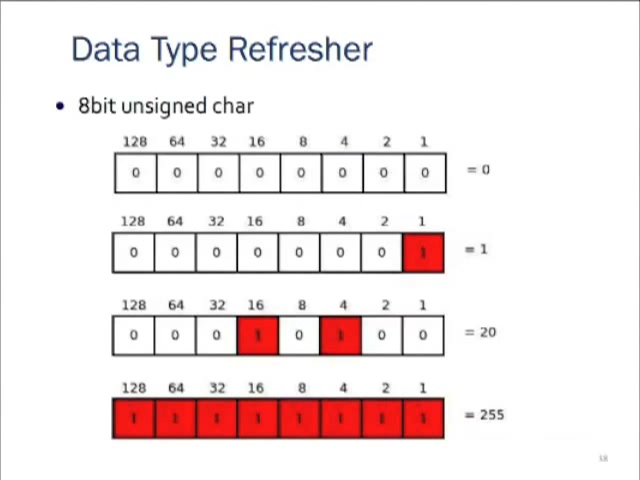 Data Type Refresher
• 8bit unsigned char
128 64 32 16 8 4 2 1
0 0 0 0 0 0 0 0 = 0
128 64 32 16 8 4 2 1
0 0 0 0 0 0 0 1 = 1
128 64 32 16 8 4 2 1
0 0 0 1 0 1 0 0 = 20
128 64 32 16 8 4 2 1
1 1 1 1 1 1 1 1 = 255
18